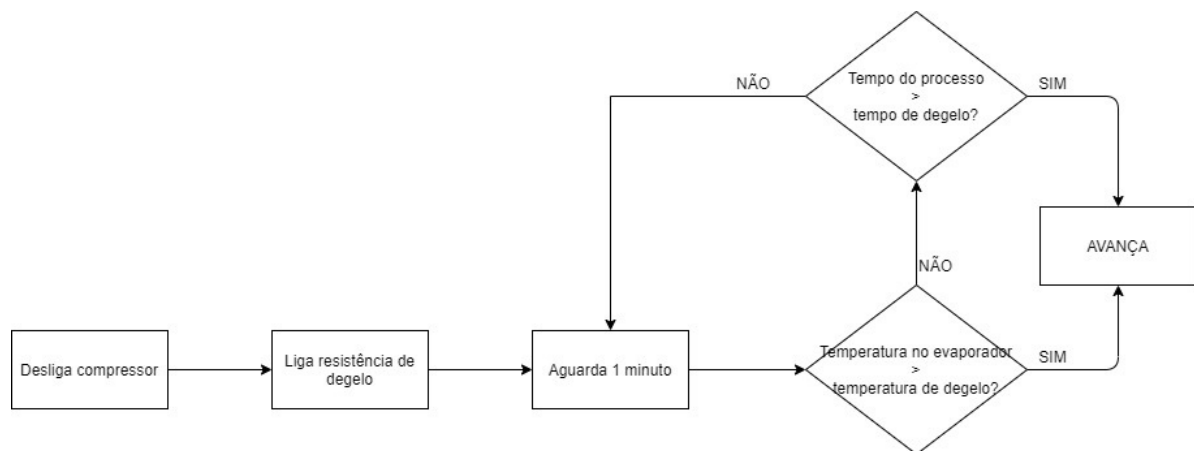 Tempo do processo
>
tempo de degelo?
NÃO
SIM
AVANÇA
NÃO
Desliga compressor
Liga resistência de
degelo
Aguarda 1 minuto
Temperatura no evaporador
>
temperatura de degelo?
SIM